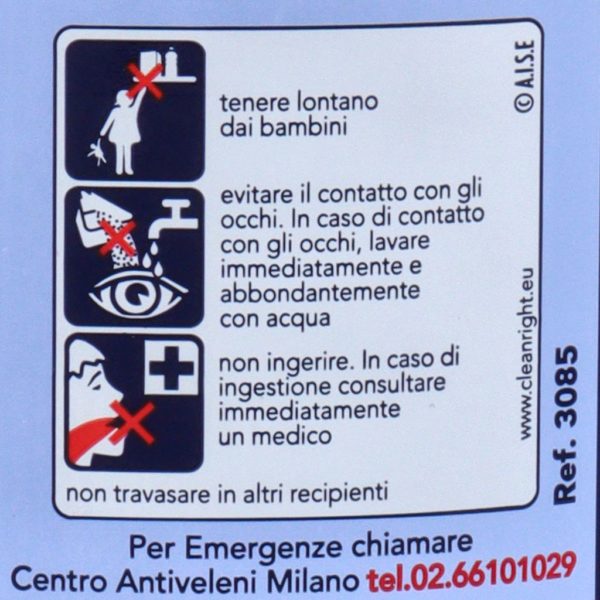 tenere lontano
dai bambini
evitare il contatto con gli
occhi. In caso di contatto
con gli occhi, lavare
immediatamente e
abbondantemente
con acqua
non ingerire. In caso di
ingestione consultare
immediatamente
un medico
non travasare in altri recipienti
© A.I.S.E
www.cleanright.eu
Ref. 3085
Per Emergenze chiamare
Centro Antiveleni Milano tel.02.66101029